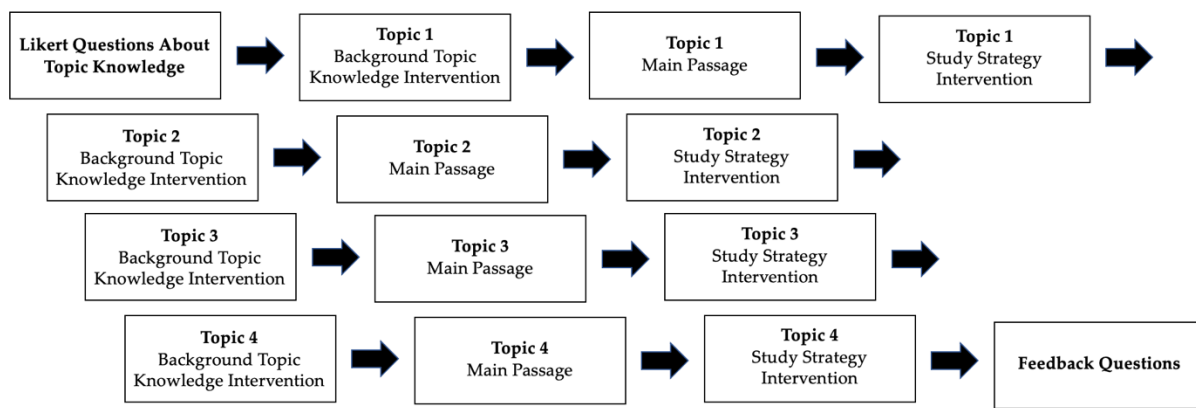 Likert Questions About
Topic Knowledge
Topic 1
Background Topic
Knowledge Intervention
Topic 1
Main Passage
Topic 1
Study Strategy
Intervention
Topic 2
Background Topic
Knowledge Intervention
Topic 2
Main Passage
Topic 2
Study Strategy
Intervention
Topic 3
Background Topic
Knowledge Intervention
Topic 3
Main Passage
Topic 3
Study Strategy
Intervention
Topic 4
Background Topic
Knowledge Intervention
Topic 4
Main Passage
Topic 4
Study Strategy
Intervention
Feedback Questions